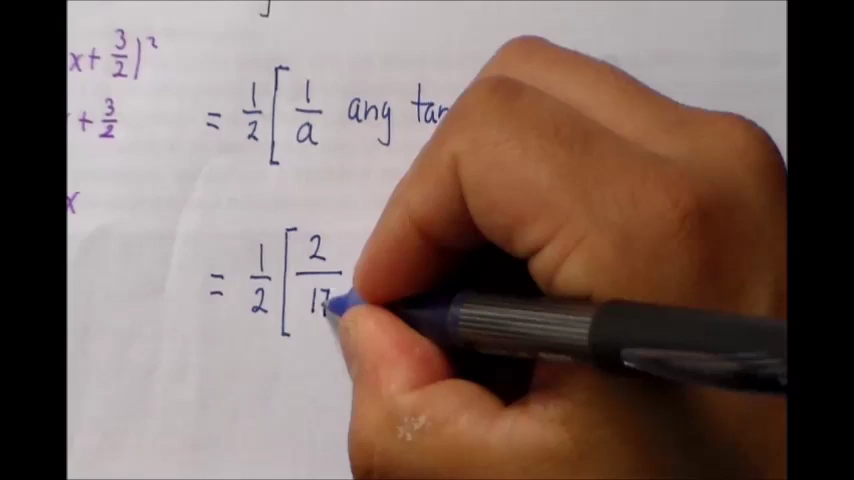 x + 3/2)²
+ 3/2
x
= 1/2 [ 1/a ang tan
= 1/2 [ 2/17